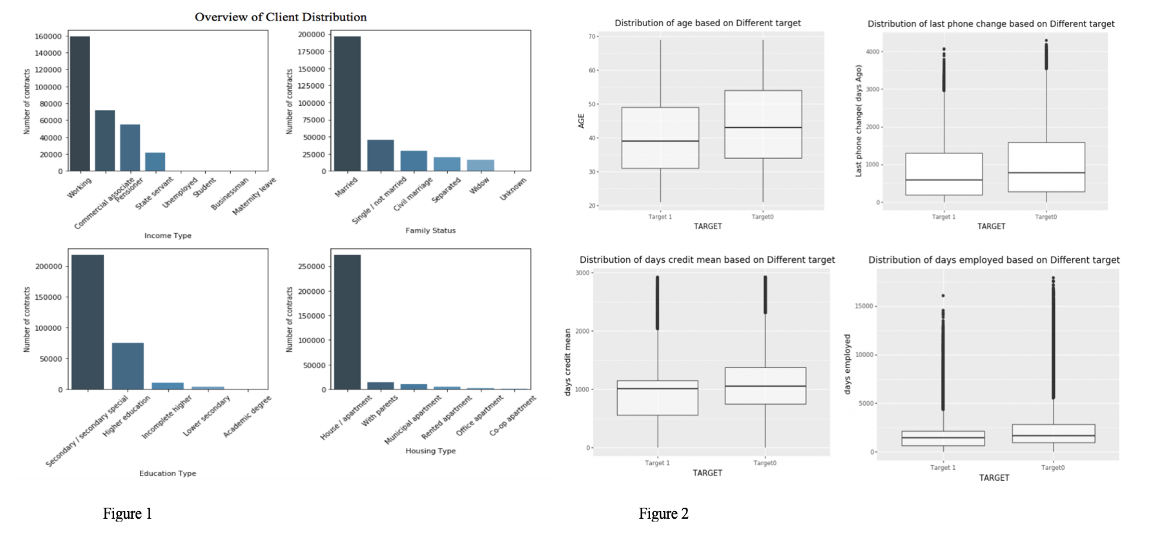 Overview of Client Distribution
160000
140000
120000
100000
80000
60000
40000
20000
0
Number of contracts
Working
Commercial associate
Pensioner
State servant
Unemployed
Student
Businessman
Maternity leave
Income Type
200000
175000
150000
125000
100000
75000
50000
25000
0
Number of contracts
Married
Single / not married
Civil marriage
Separated
Widow
Unknown
Family Status
200000
150000
100000
50000
0
Number of contracts
Secondary / secondary special
Higher education
Incomplete higher
Lower secondary
Academic degree
Education Type
250000
200000
150000
100000
50000
0
Number of contracts
House / apartment
With parents
Municipal apartment
Rented apartment
Office apartment
Co-op apartment
Housing Type
Figure 1
Distribution of age based on Different target
70
60
50
40
30
20
AGE
Target 1
Target0
TARGET
Distribution of last phone change based on Different target
4000
3000
2000
1000
0
Last phone change( days Ago)
Target 1
Target0
TARGET
Distribution of days credit mean based on Different target
3000
2000
1000
0
days credit mean
Target 1
Target0
TARGET
Distribution of days employed based on Different target
15000
10000
5000
0
days employed
Target 1
Target0
TARGET
Figure 2